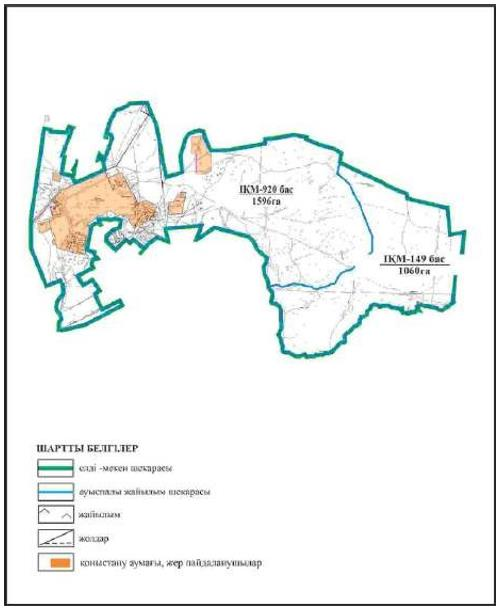 ІҚМ-920 бас
1596га
ІҚМ-149 бас
1060га
ШАРТТЫ БЕЛГІЛЕР
елді -мекен шекарасы
ауыспалы жайылым шекарасы
жайылым
жолдар
қоныстану аумағы, жер пайдаланушылар